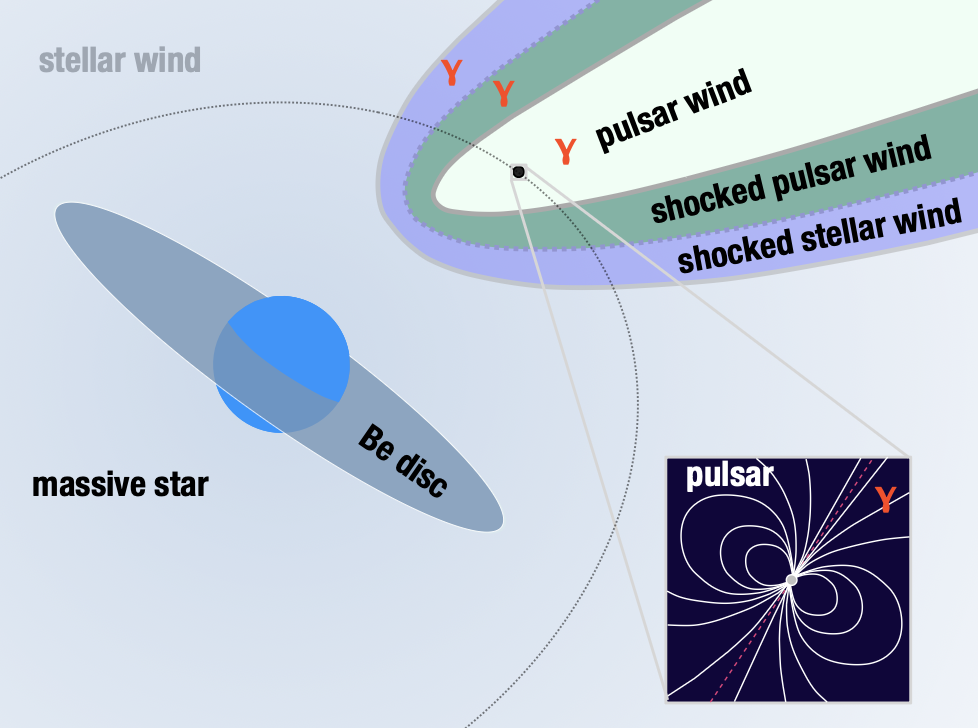 stellar wind
ϒ
ϒ
ϒ
pulsar wind
shocked pulsar wind
shocked stellar wind
Be disc
massive star
pulsar
ϒ